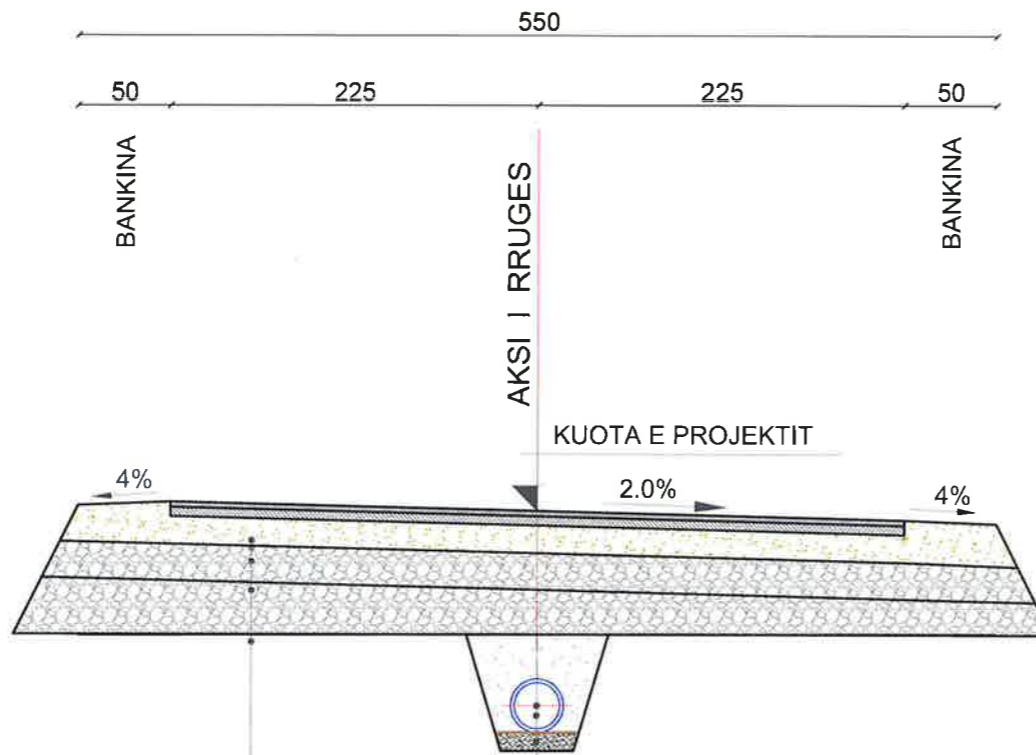 550
50 225 225 50
BANKINA
AKSI I RRUGES
BANKINA
KUOTA E PROJEKTIT
4% 2.0% 4%